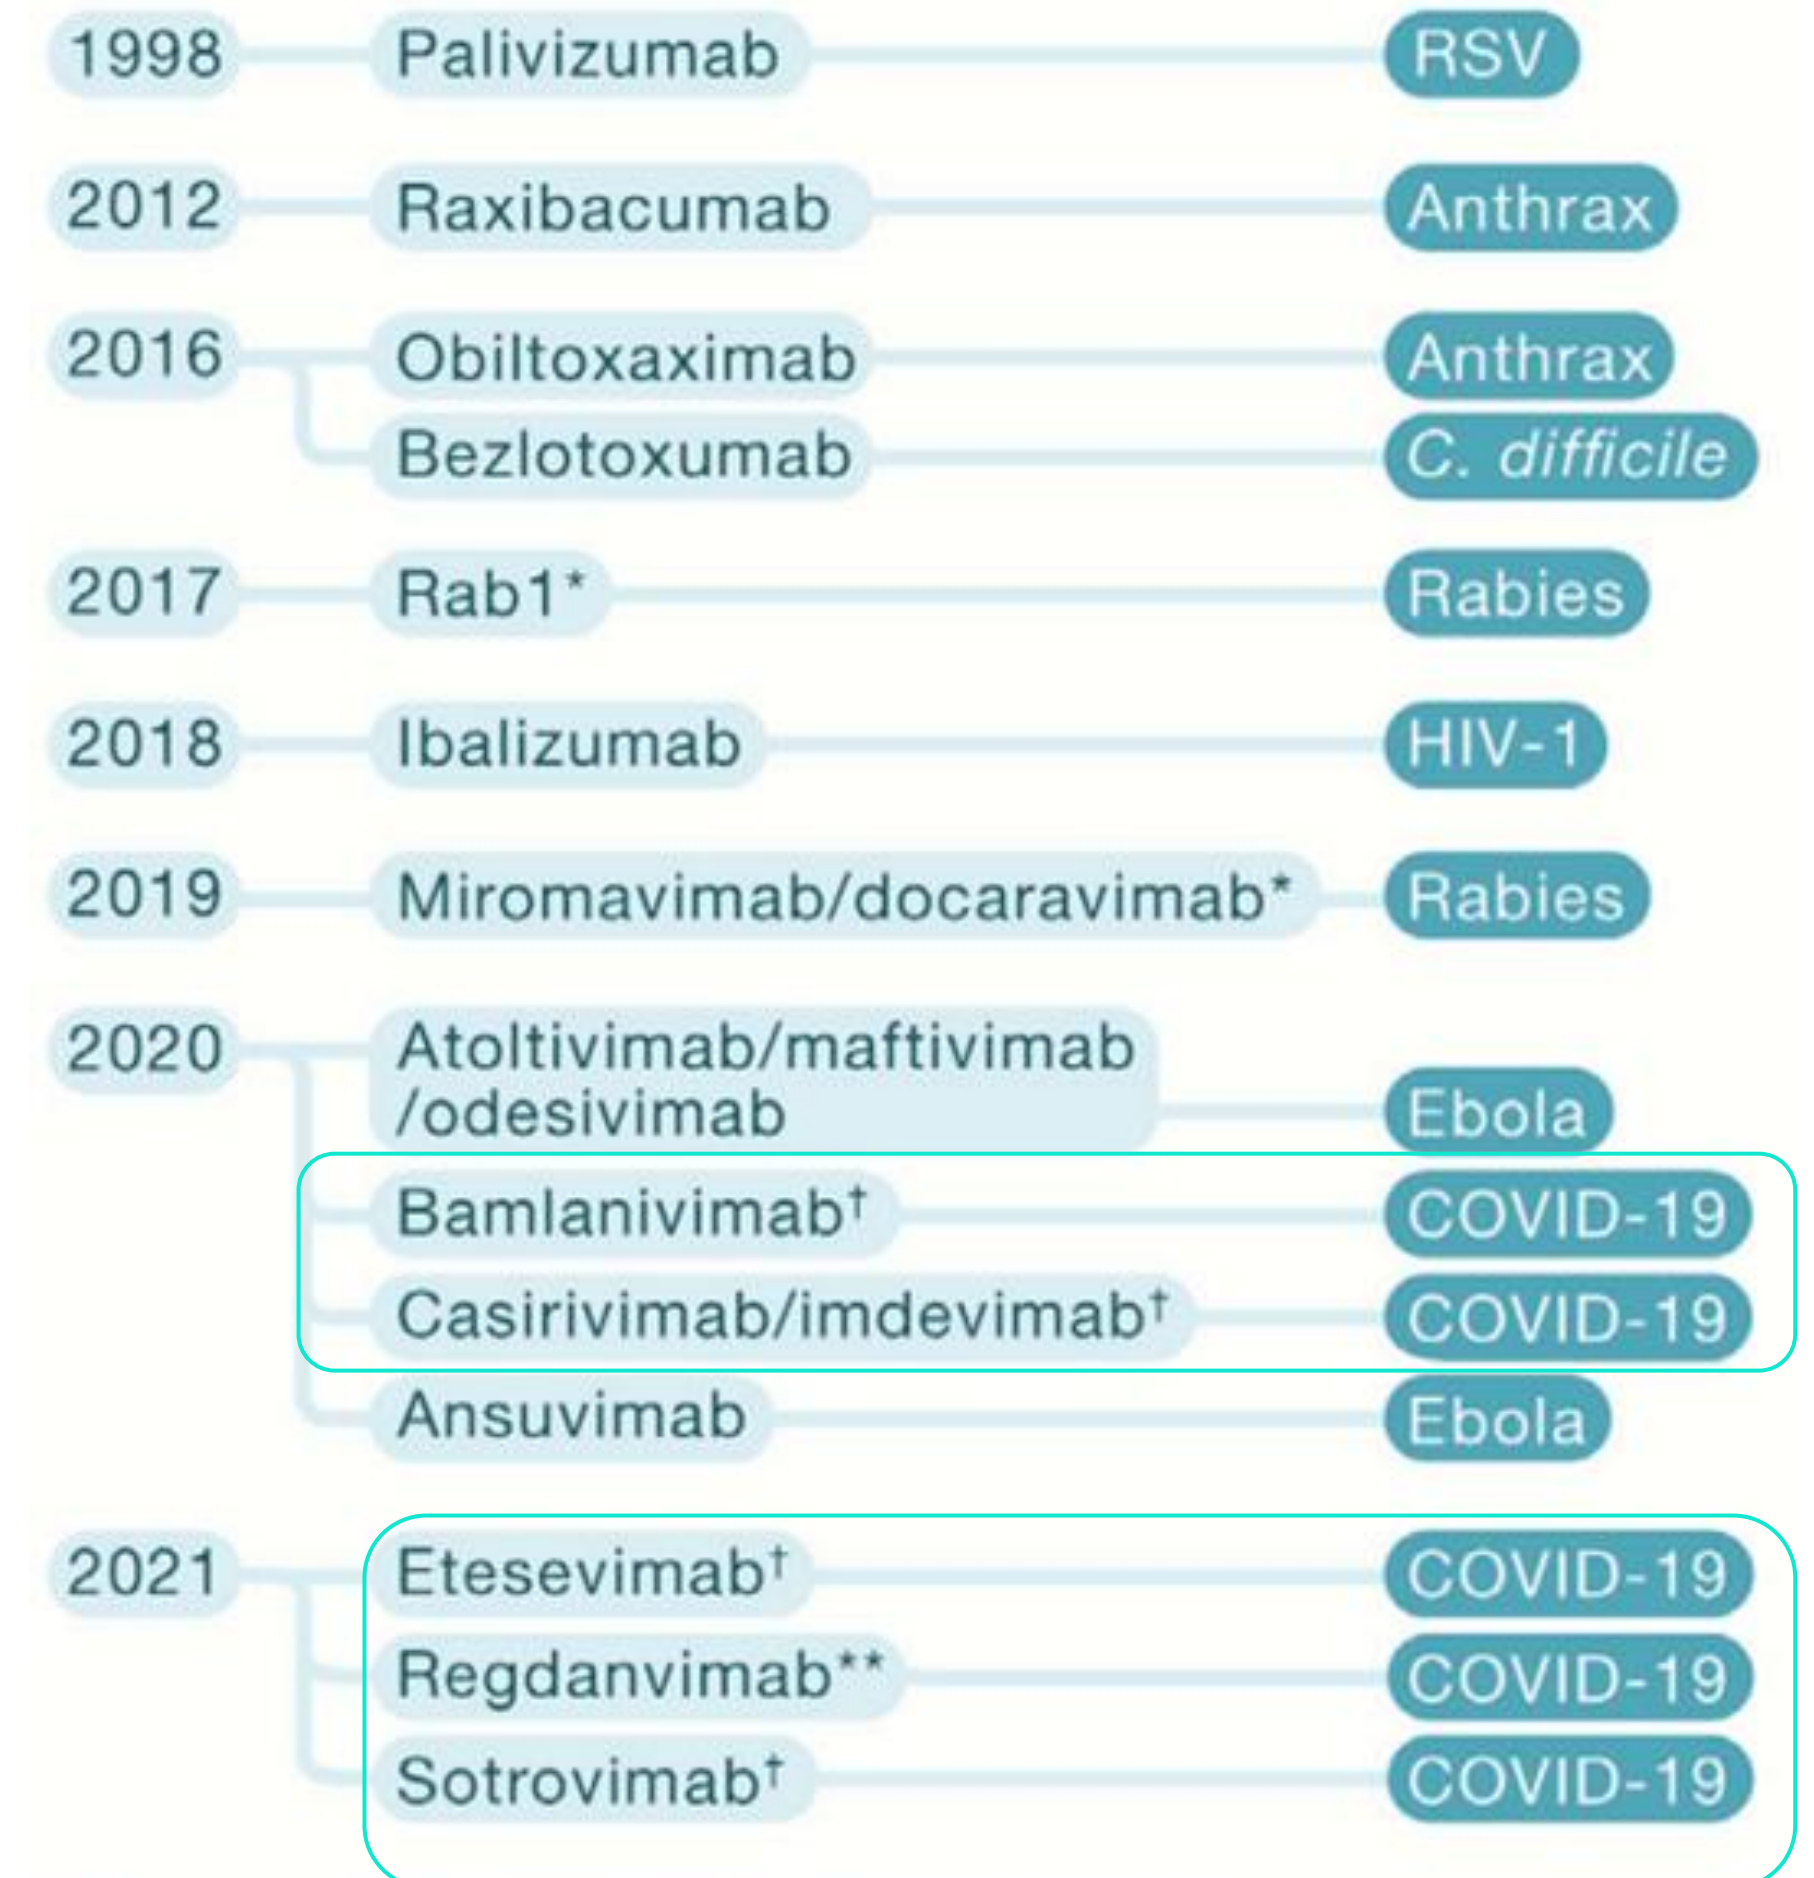 1998 Palivizumab RSV
2012 Raxibacumab Anthrax
2016 Obiltoxaximab Anthrax
Bezlotoxumab C. difficile
2017 Rab1* Rabies
2018 Ibalizumab HIV-1
2019 Miromavimab/docaravimab* Rabies
2020 Atoltivimab/maftivimab
/odesivimab Ebola
Bamlanivimab† COVID-19
Casirivimab/imdevimab† COVID-19
Ansuvimab Ebola
2021 Etesevimab† COVID-19
Regdanvimab** COVID-19
Sotrovimab† COVID-19